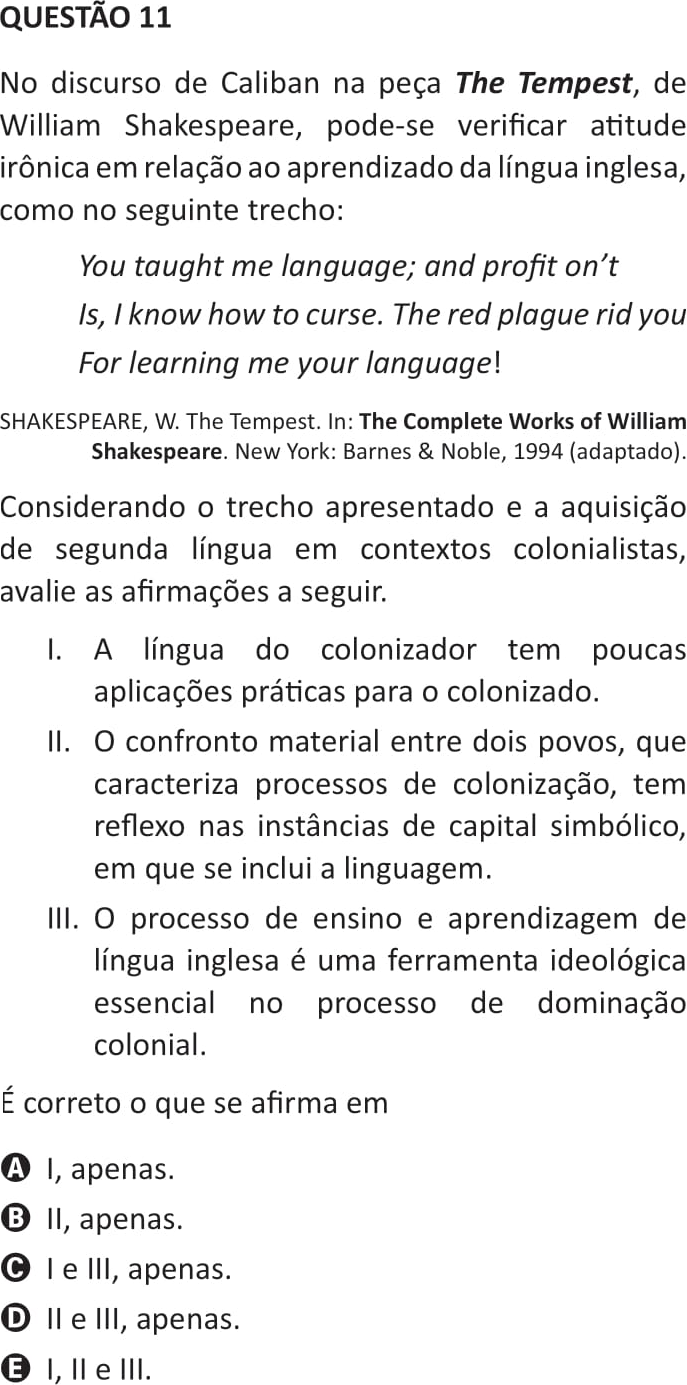 QUESTÃO 11
No discurso de Caliban na peça The Tempest, de
William Shakespeare, pode-se verificar atitude
irônica em relação ao aprendizado da língua inglesa,
como no seguinte trecho:
You taught me language; and profit on’t
Is, I know how to curse. The red plague rid you
For learning me your language!
SHAKESPEARE, W. The Tempest. In: The Complete Works of William
Shakespeare. New York: Barnes & Noble, 1994 (adaptado).
Considerando o trecho apresentado e a aquisição
de segunda língua em contextos colonialistas,
avalie as afirmações a seguir.
I. A língua do colonizador tem poucas
aplicações práticas para o colonizado.
II. O confronto material entre dois povos, que
caracteriza processos de colonização, tem
reflexo nas instâncias de capital simbólico,
em que se inclui a linguagem.
III. O processo de ensino e aprendizagem de
língua inglesa é uma ferramenta ideológica
essencial no processo de dominação
colonial.
É correto o que se afirma em
A I, apenas.
B II, apenas.
C I e III, apenas.
D II e III, apenas.
E I, II e III.